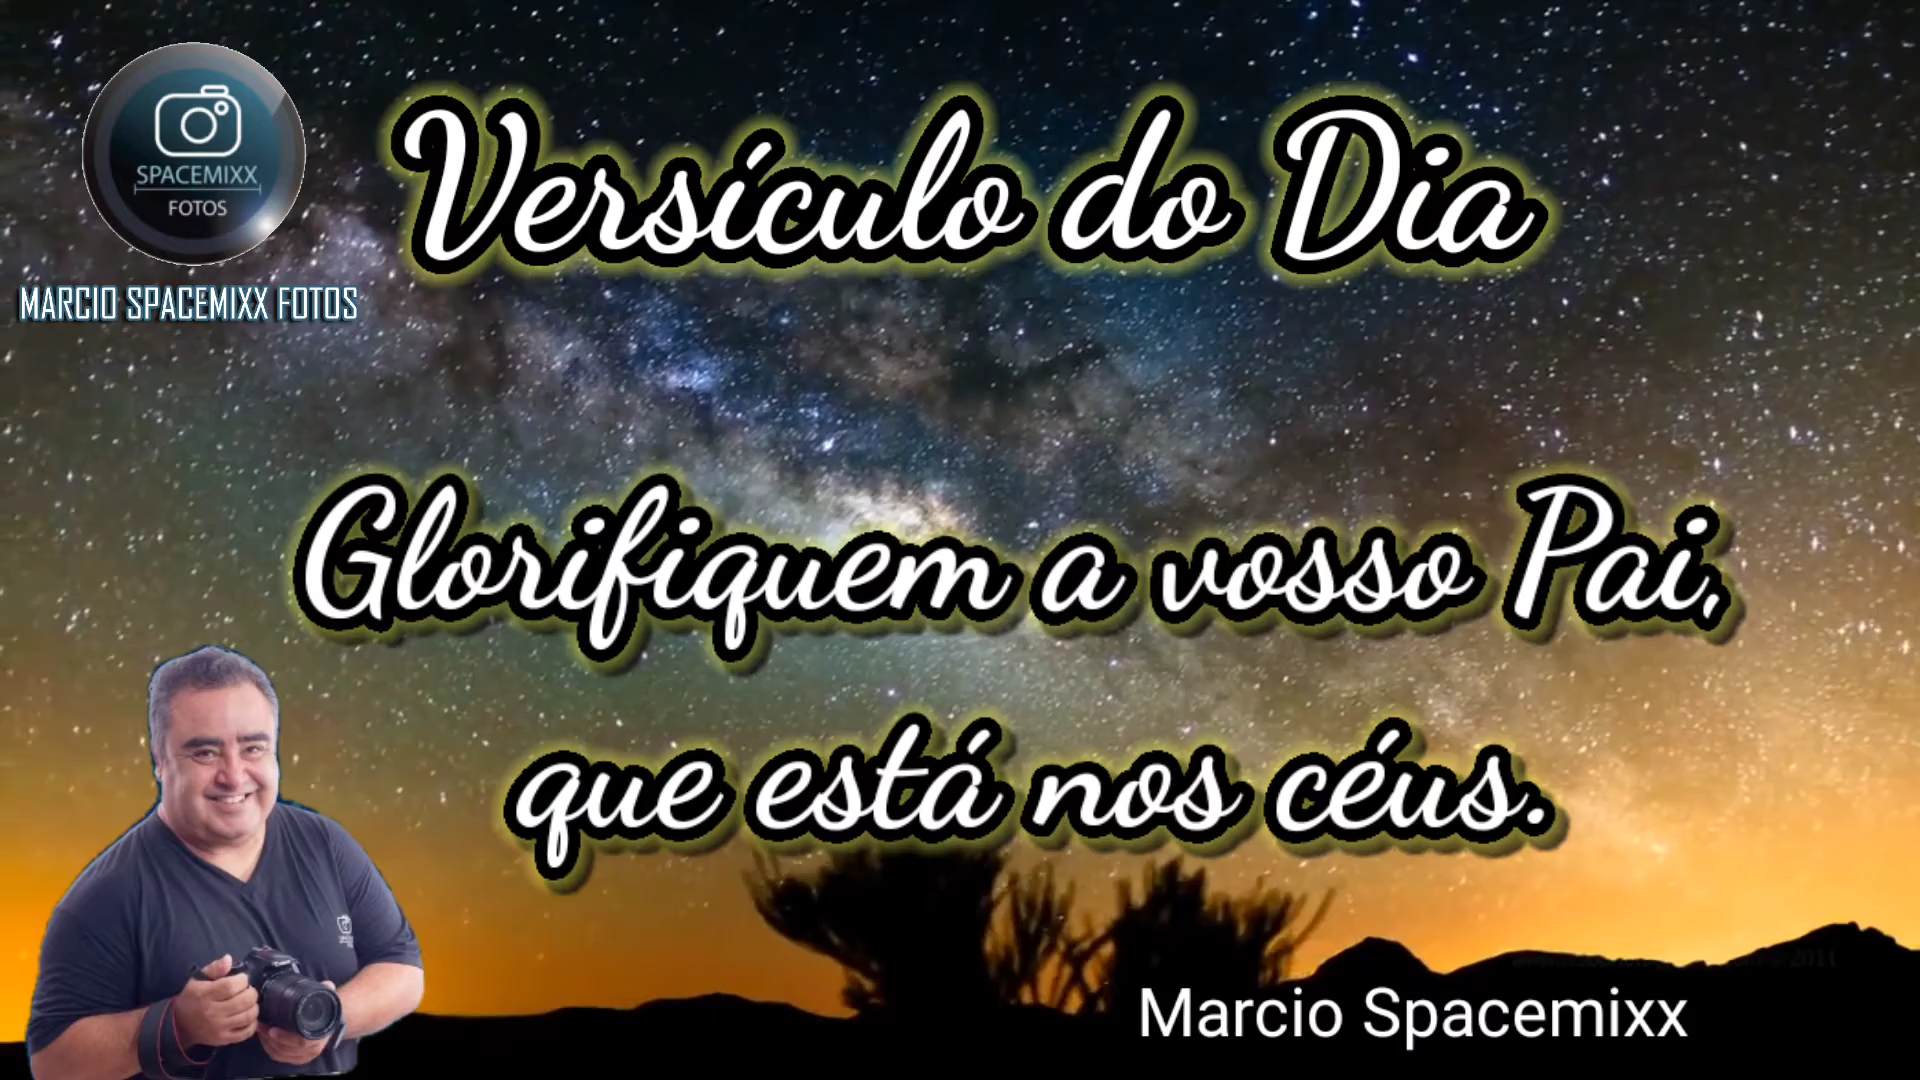 SPACEMIXX
FOTOS
MARCIO SPACEMIXX FOTOS
Versículo do Dia
Glorifiquem a vosso Pai,
que está nos céus.
Marcio Spacemixx